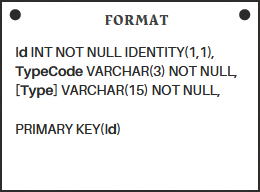 FORMAT
Id INT NOT NULL IDENTITY(1,1),
TypeCode VARCHAR(3) NOT NULL,
[Type] VARCHAR(15) NOT NULL,
PRIMARY KEY(Id)